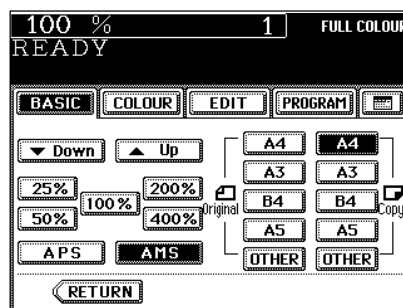 100 % 1 FULL COLOUR
READY
BASIC COLOUR EDIT PROGRAM
Down Up
A4 A4
A3 A3
25% 100% 200%
Original B4 B4 Copy
50% 400%
A5 A5
APS AMS OTHER OTHER
RETURN